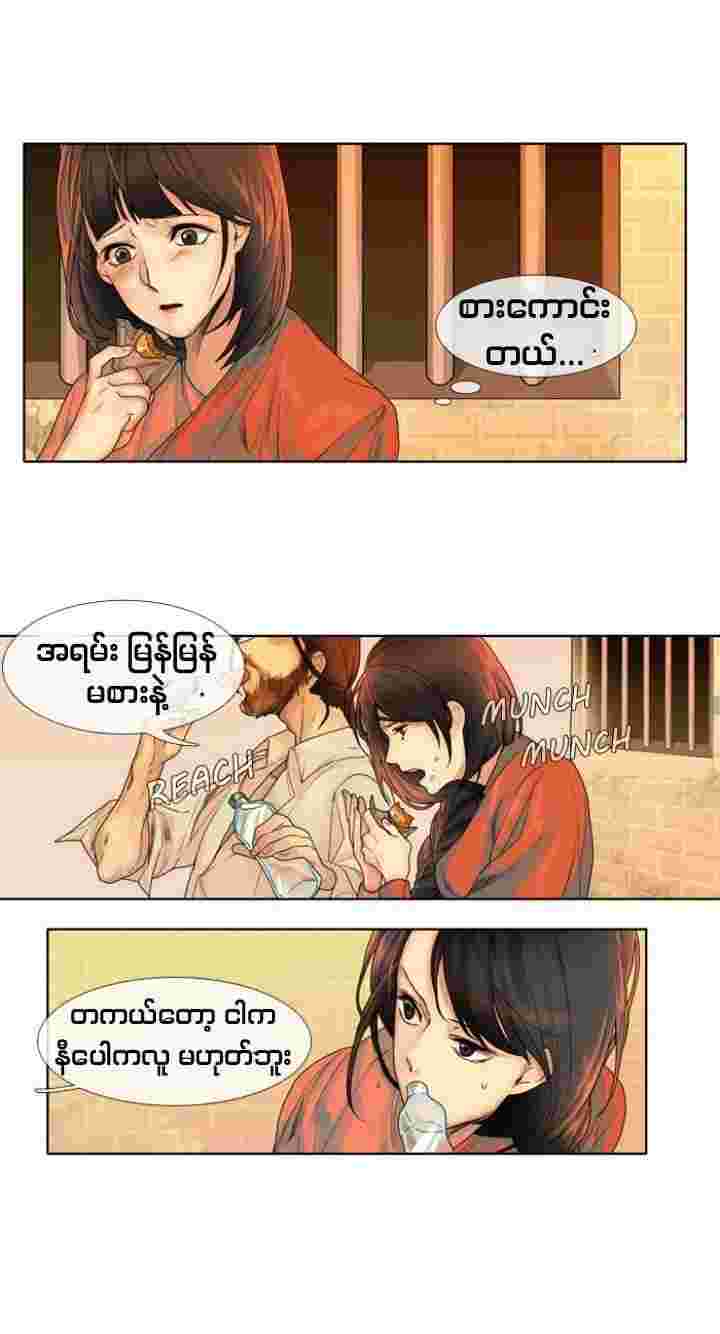 စားကောင်း
တယ်...
အရမ်း မြန်မြန်
မစားနဲ့
REACH
MUNCH
MUNCH
တကယ်တော့ ငါက
နီပေါကလူ မဟုတ်ဘူး